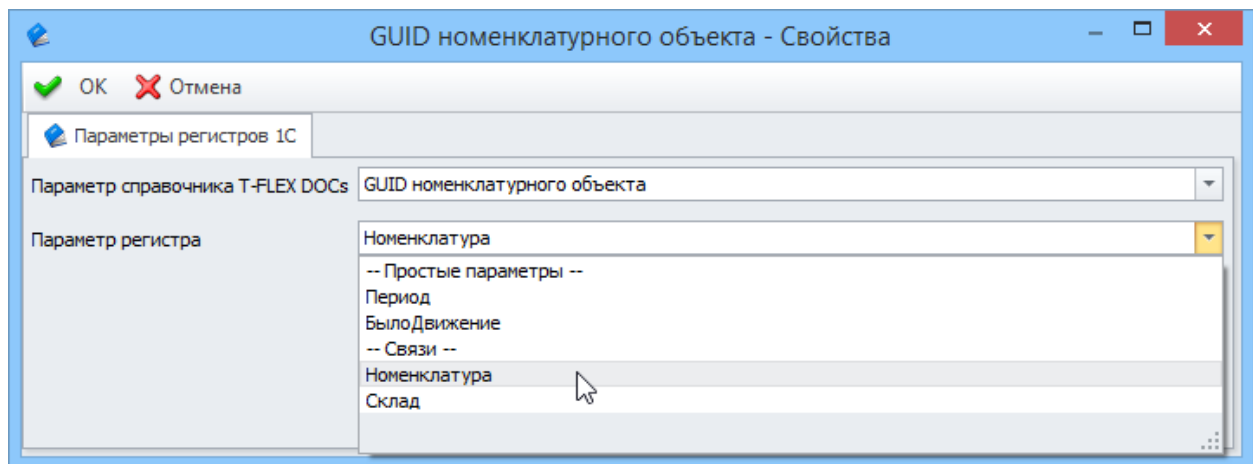 GUID номенклатурного объекта - Свойства
ОК Отмена
Параметры регистров 1С
Параметр справочника T-FLEX DOCs GUID номенклатурного объекта
Параметр регистра Номенклатура
-- Простые параметры --
Период
БылоДвижение
-- Связи --
Номенклатура
Склад